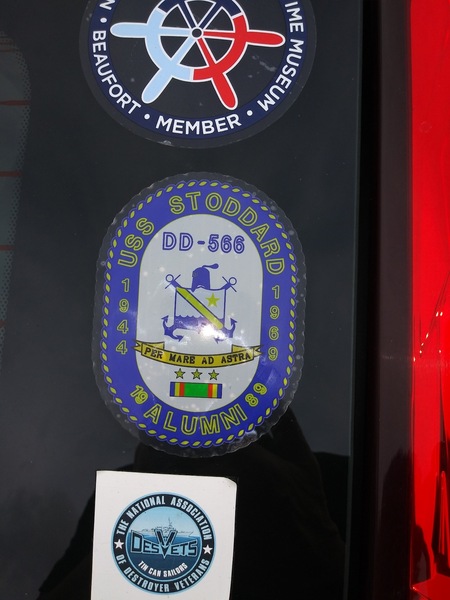 IME MUSEUM
BEAUFORT • MEMBER •
USS STODDARD
DD-566
1944
1969
PER MARE AD ASTRA
19 ALUMNI 89
THE NATIONAL ASSOCIATION
DESVETS
TIN CAN SAILORS
OF DESTROYER VETERANS